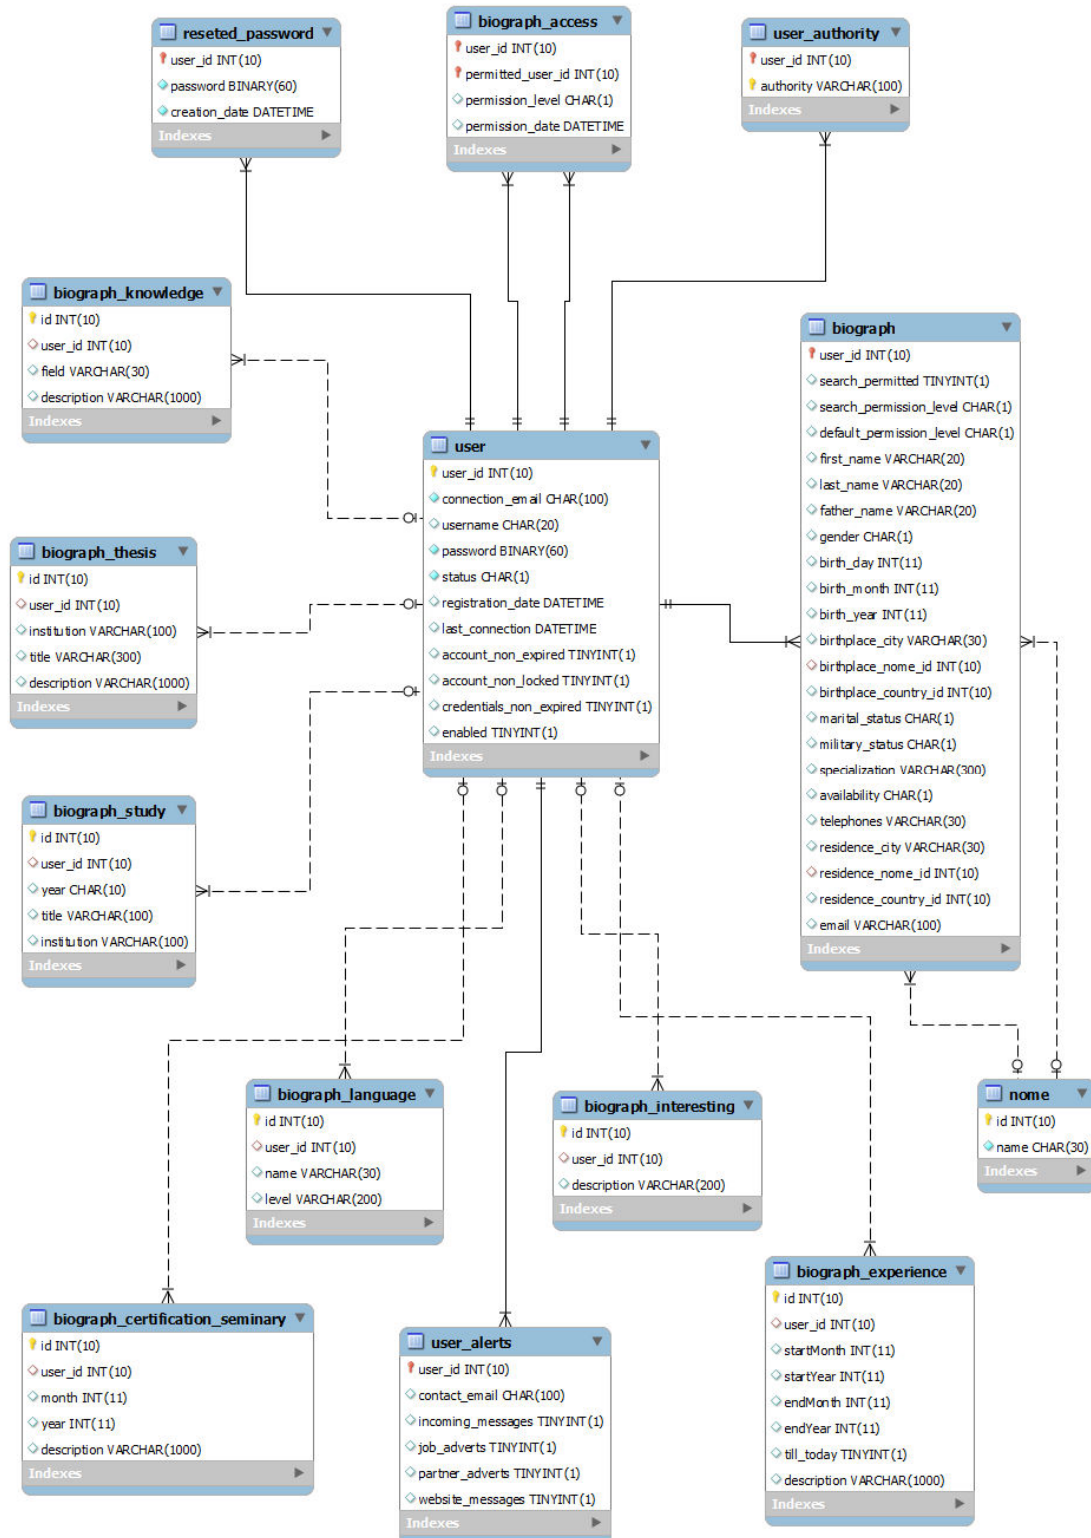 reseted_password
user_id INT(10)
password BINARY(60)
creation_date DATETIME
Indexes
biograph_access
user_id INT(10)
permitted_user_id INT(10)
permission_level CHAR(1)
permission_date DATETIME
Indexes
user_authority
user_id INT(10)
authority VARCHAR(100)
Indexes
biograph_knowledge
id INT(10)
user_id INT(10)
field VARCHAR(30)
description VARCHAR(1000)
Indexes
biograph
user_id INT(10)
search_permitted TINYINT(1)
search_permission_level CHAR(1)
default_permission_level CHAR(1)
first_name VARCHAR(20)
last_name VARCHAR(20)
father_name VARCHAR(20)
gender CHAR(1)
birth_day INT(11)
birth_month INT(11)
birth_year INT(11)
birthplace_city VARCHAR(30)
birthplace_nome_id INT(10)
birthplace_country_id INT(10)
marital_status CHAR(1)
military_status CHAR(1)
specialization VARCHAR(300)
availability CHAR(1)
telephones VARCHAR(30)
residence_city VARCHAR(30)
residence_nome_id INT(10)
residence_country_id INT(10)
email VARCHAR(100)
Indexes
user
user_id INT(10)
connection_email CHAR(100)
username CHAR(20)
password BINARY(60)
status CHAR(1)
registration_date DATETIME
last_connection DATETIME
account_non_expired TINYINT(1)
account_non_locked TINYINT(1)
credentials_non_expired TINYINT(1)
enabled TINYINT(1)
Indexes
biograph_thesis
id INT(10)
user_id INT(10)
institution VARCHAR(100)
title VARCHAR(300)
description VARCHAR(1000)
Indexes
biograph_study
id INT(10)
user_id INT(10)
year CHAR(10)
title VARCHAR(100)
institution VARCHAR(100)
Indexes
biograph_language
id INT(10)
user_id INT(10)
name VARCHAR(30)
level VARCHAR(200)
Indexes
biograph_interesting
id INT(10)
user_id INT(10)
description VARCHAR(200)
Indexes
nome
id INT(10)
name CHAR(30)
Indexes
biograph_certification_seminary
id INT(10)
user_id INT(10)
month INT(11)
year INT(11)
description VARCHAR(1000)
Indexes
user_alerts
user_id INT(10)
contact_email CHAR(100)
incoming_messages TINYINT(1)
job_adverts TINYINT(1)
partner_adverts TINYINT(1)
website_messages TINYINT(1)
Indexes
biograph_experience
id INT(10)
user_id INT(10)
startMonth INT(11)
startYear INT(11)
endMonth INT(11)
endYear INT(11)
till_today TINYINT(1)
description VARCHAR(1000)
Indexes